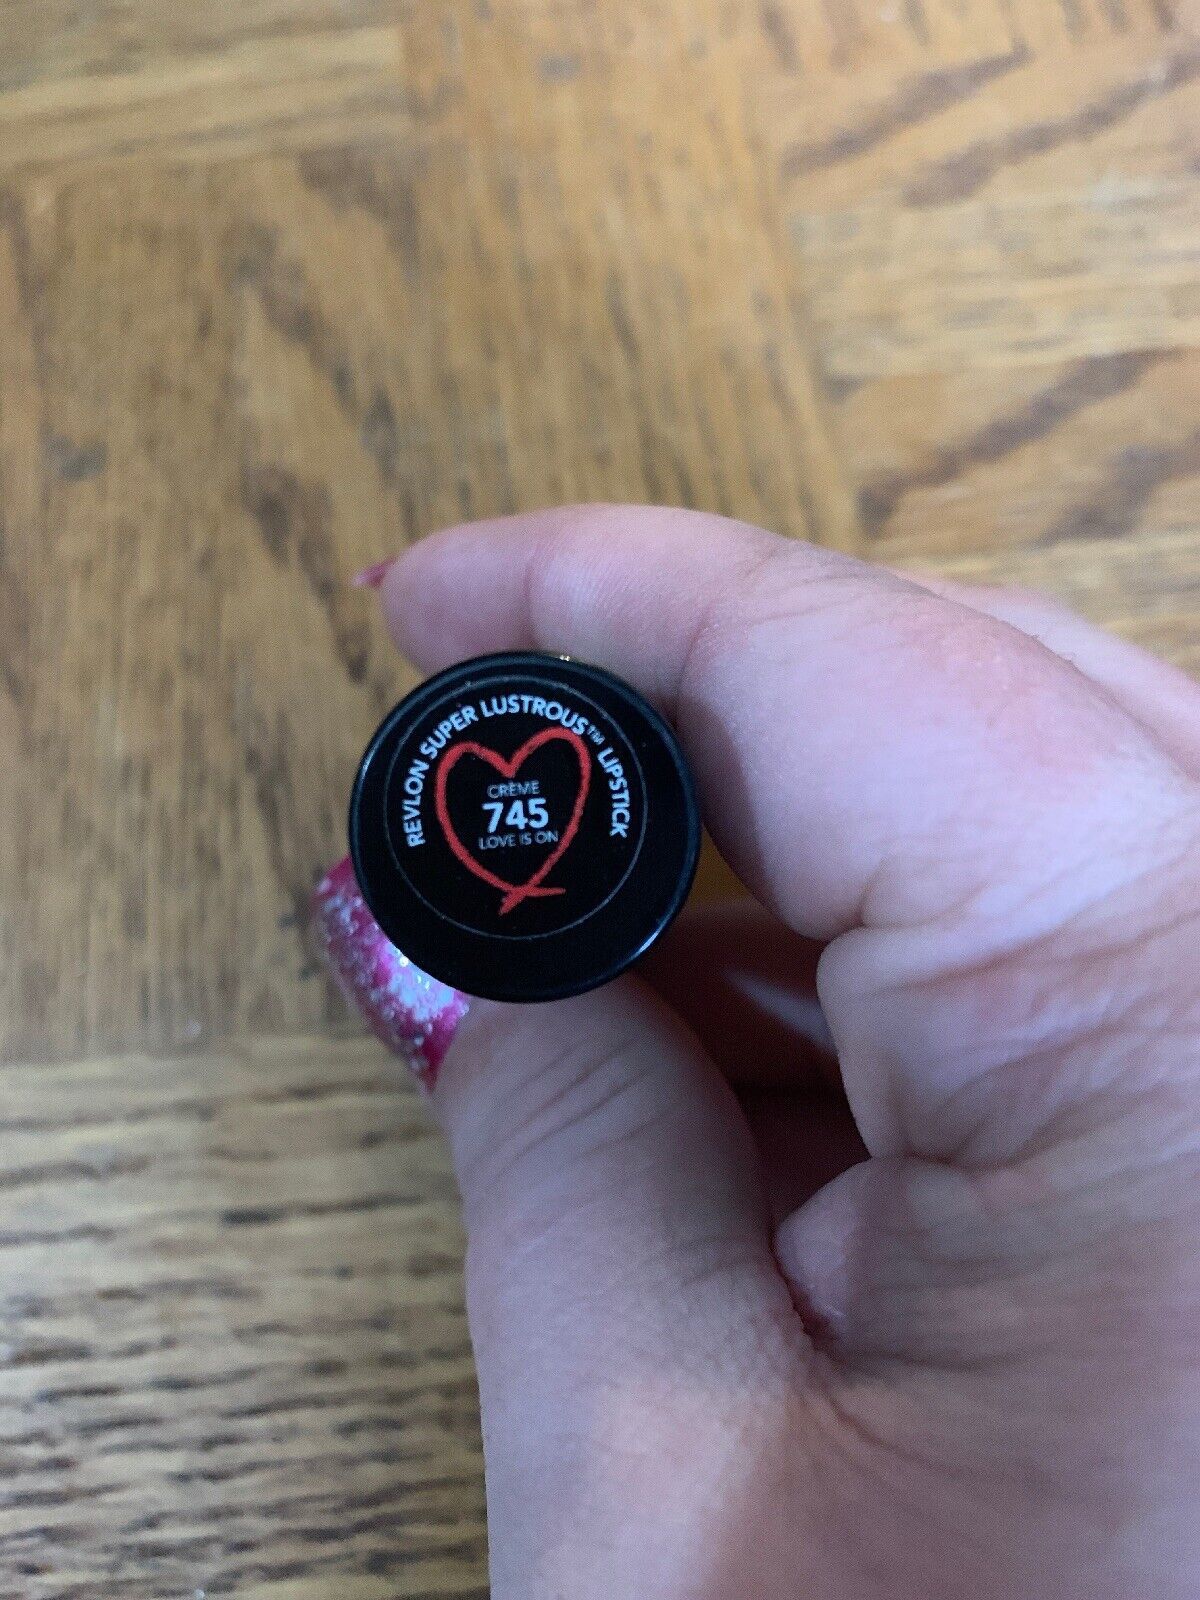 REVLON SUPER LUSTROUS™ LIPSTICK
CRÈME
745
LOVE IS ON